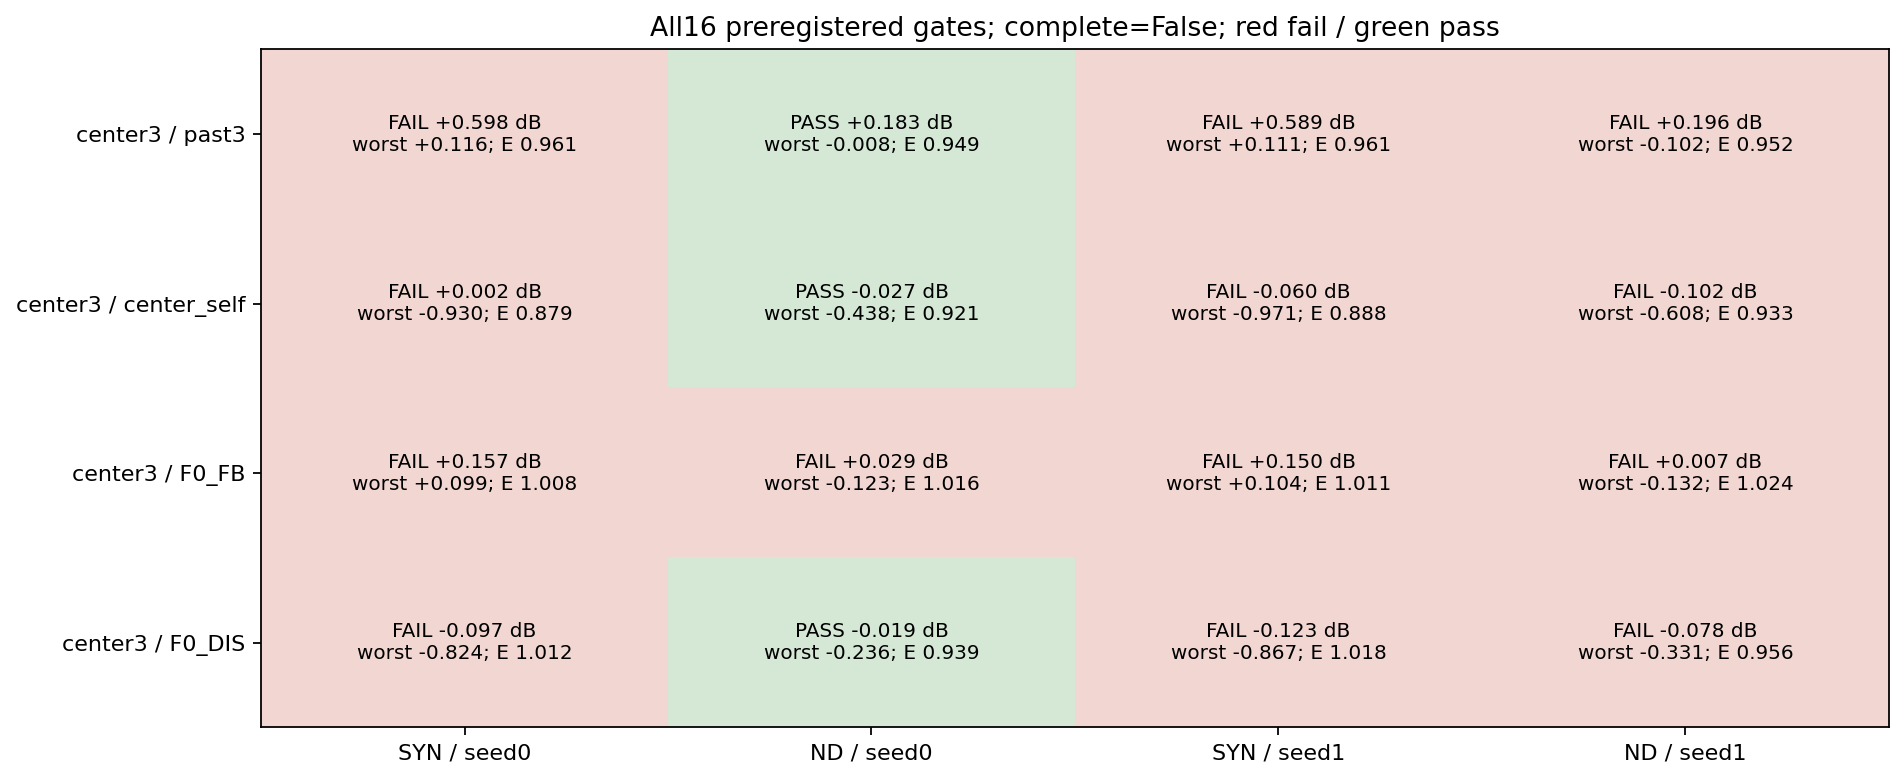 All16 preregistered gates; complete=False; red fail / green pass
center3 / past3
FAIL +0.598 dB
worst +0.116; E 0.961
PASS +0.183 dB
worst -0.008; E 0.949
FAIL +0.589 dB
worst +0.111; E 0.961
FAIL +0.196 dB
worst -0.102; E 0.952
center3 / center_self
FAIL +0.002 dB
worst -0.930; E 0.879
PASS -0.027 dB
worst -0.438; E 0.921
FAIL -0.060 dB
worst -0.971; E 0.888
FAIL -0.102 dB
worst -0.608; E 0.933
center3 / F0_FB
FAIL +0.157 dB
worst +0.099; E 1.008
FAIL +0.029 dB
worst -0.123; E 1.016
FAIL +0.150 dB
worst +0.104; E 1.011
FAIL +0.007 dB
worst -0.132; E 1.024
center3 / F0_DIS
FAIL -0.097 dB
worst -0.824; E 1.012
PASS -0.019 dB
worst -0.236; E 0.939
FAIL -0.123 dB
worst -0.867; E 1.018
FAIL -0.078 dB
worst -0.331; E 0.956
SYN / seed0
ND / seed0
SYN / seed1
ND / seed1